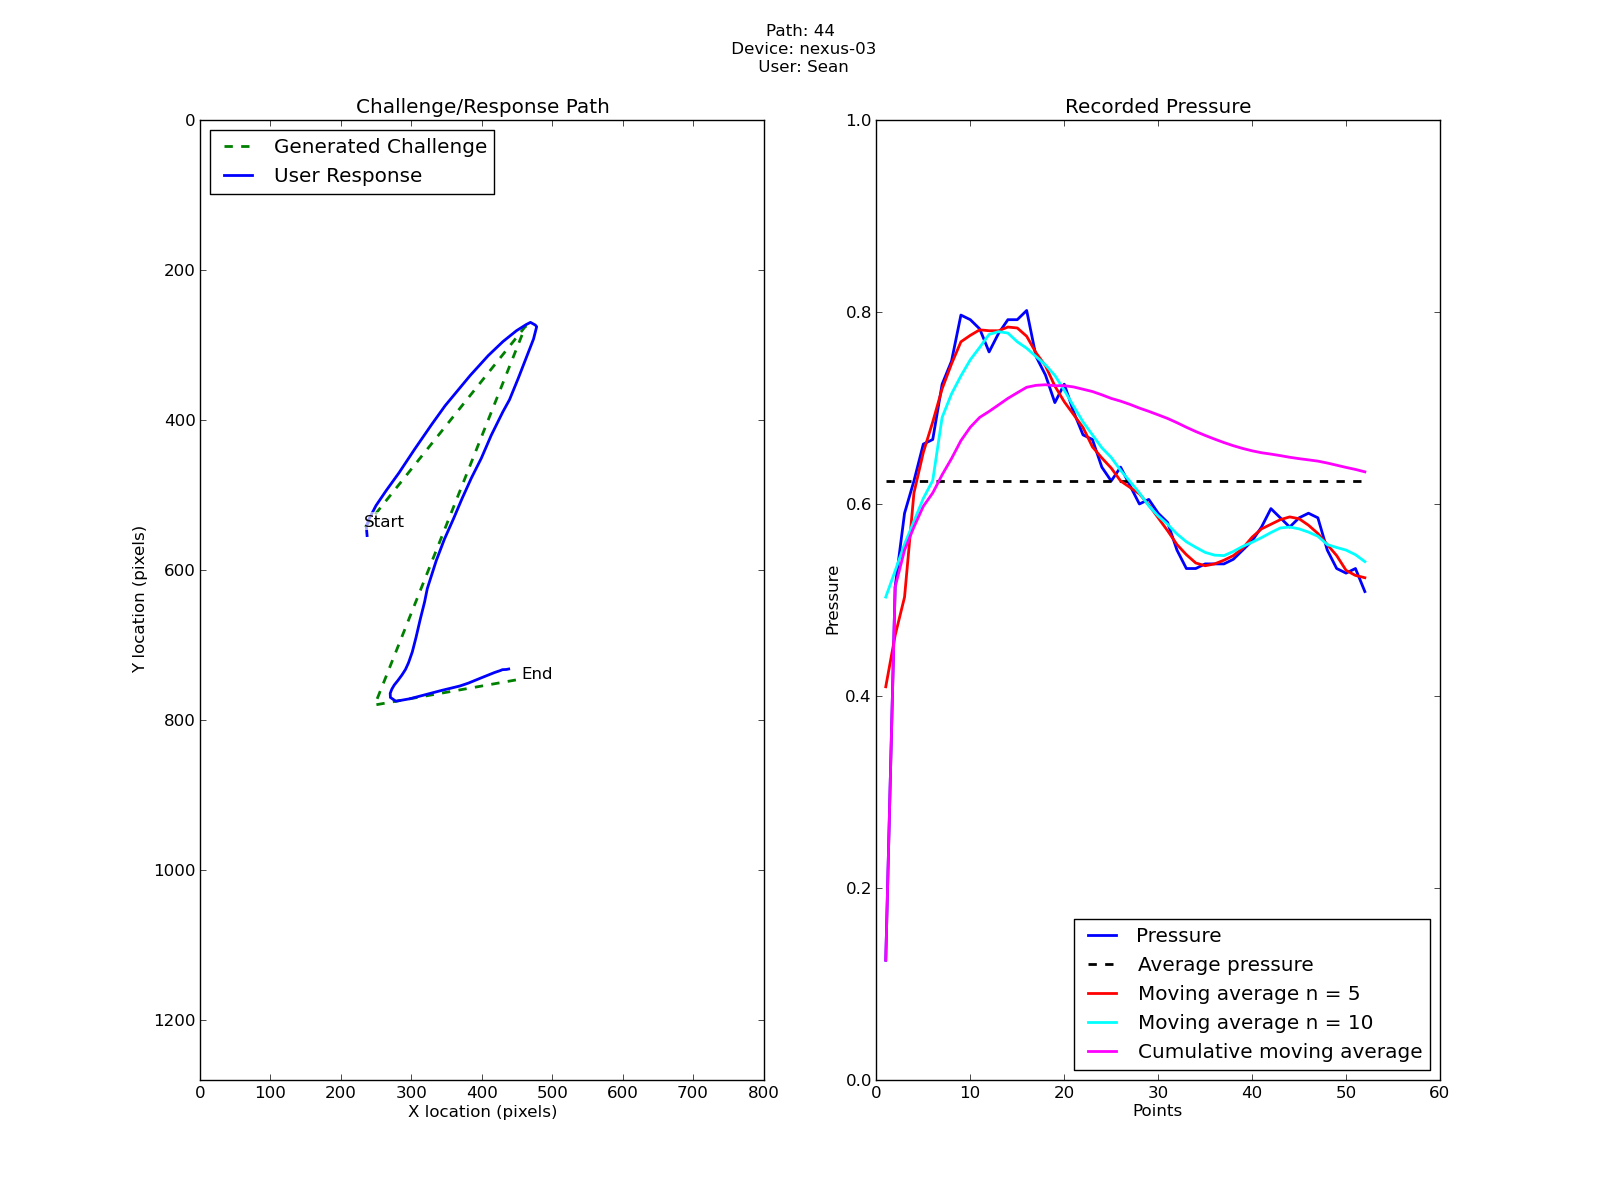 Path: 44
Device: nexus-03
User: Sean
Challenge/Response Path
Generated Challenge
User Response
Start
End
0
200
400
600
800
1000
1200
Y location (pixels)
0 100 200 300 400 500 600 700 800
X location (pixels)
Recorded Pressure
1.0
0.8
0.6
0.4
0.2
0.0
Pressure
Pressure
Average pressure
Moving average n = 5
Moving average n = 10
Cumulative moving average
0 10 20 30 40 50 60
Points